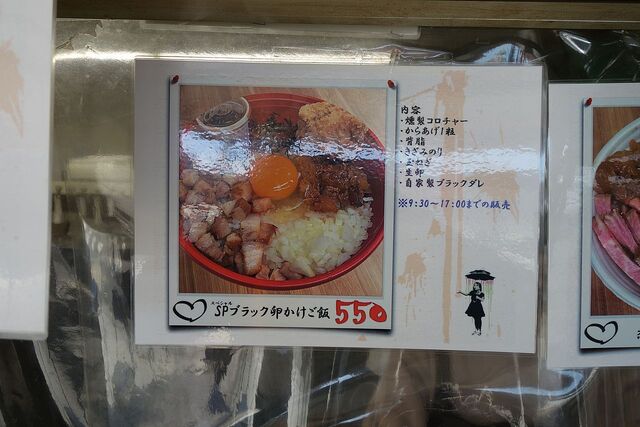 内容
・燻製コロチャー
・からあげ1粒
・背脂
・きざみのり
・玉ねぎ
・生卵
・自家製ブラックダレ
※9:30～17:00までの販売
スペシャル
SPブラック卵かけご飯 550